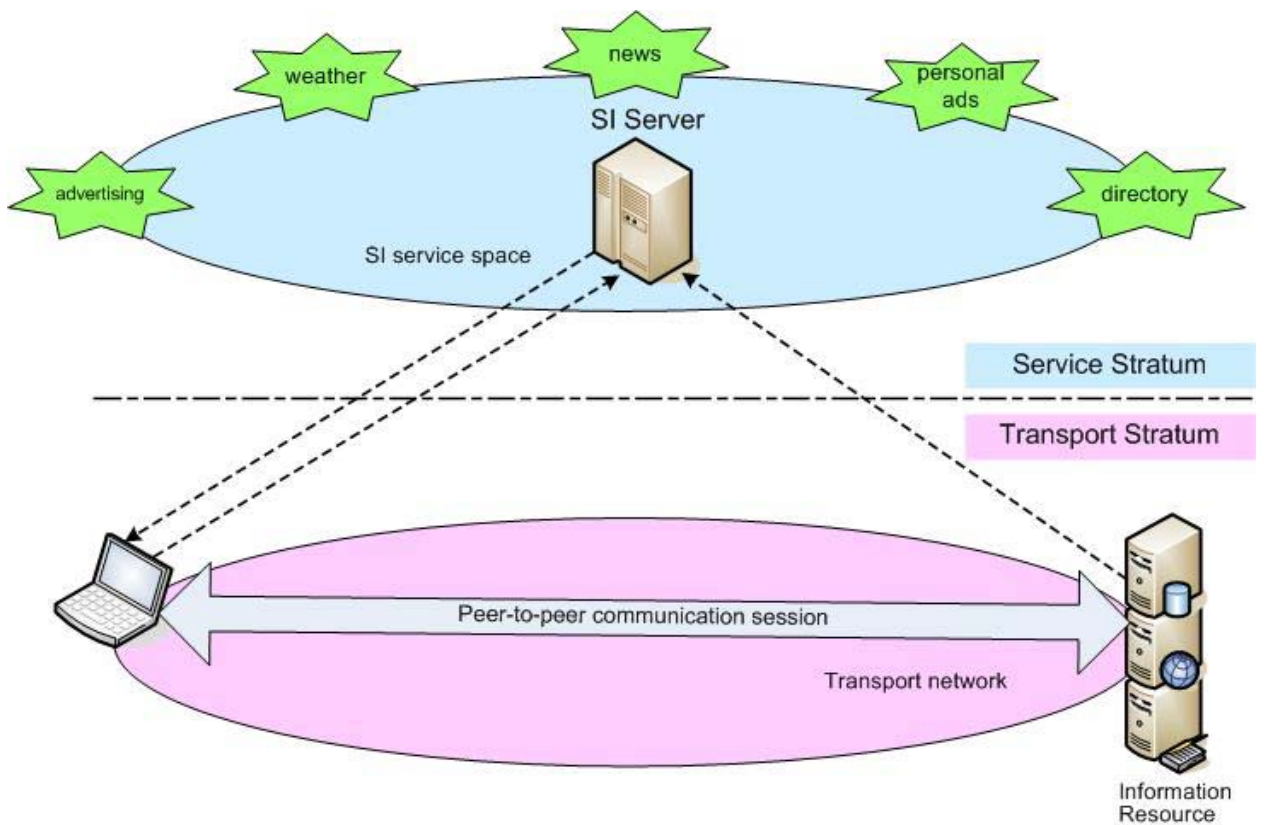 news
weather
personal
ads
SI Server
advertising
directory
SI service space
Service Stratum
Transport Stratum
Peer-to-peer communication session
Transport network
Information
Resource